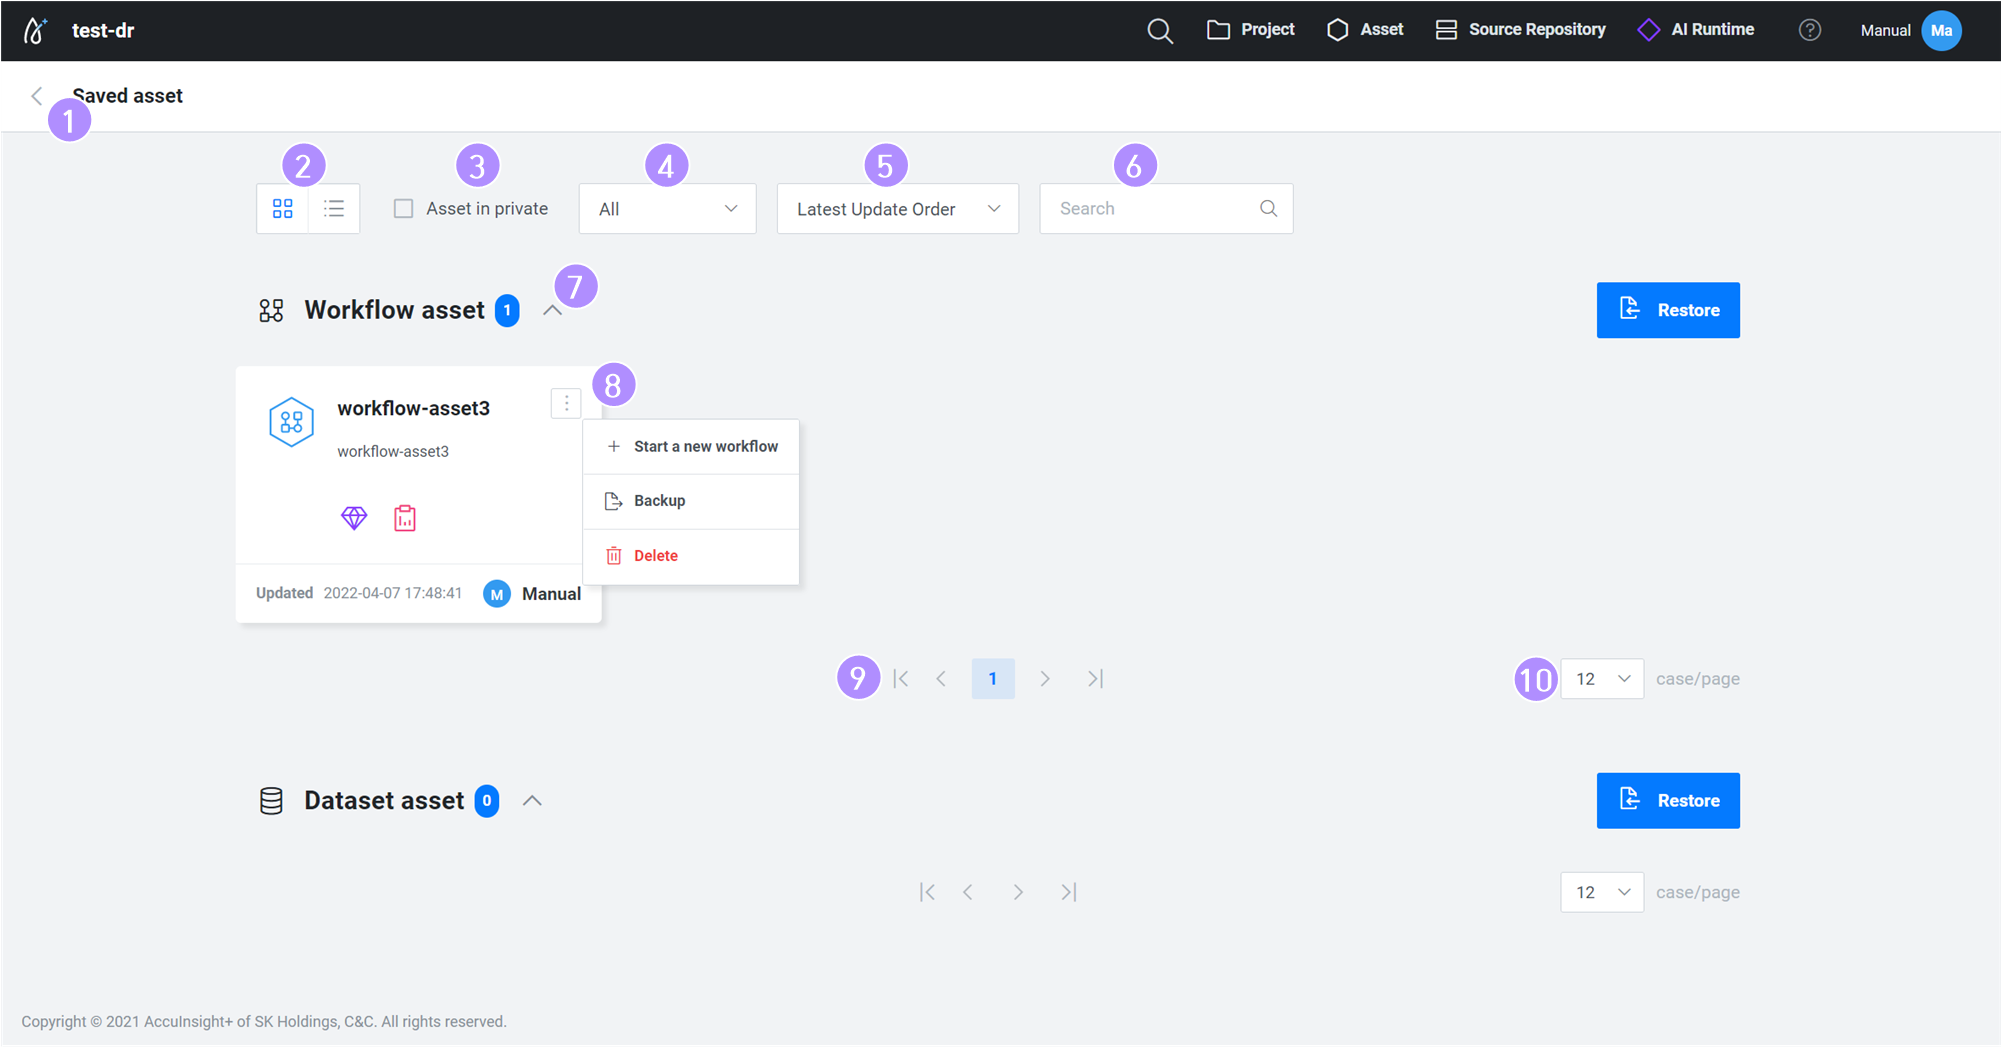 test-dr
Project
Asset
Source Repository
AI Runtime
?
Manual
Ma
Saved asset
1
2
3
4
5
6
Asset in private
All
Latest Update Order
Search
7
Workflow asset
1
Restore
8
workflow-asset3
workflow-asset3
Start a new workflow
Backup
Delete
Updated 2022-04-07 17:48:41
M
Manual
9
1
10
12
case/page
Dataset asset
0
Restore
12
case/page
Copyright © 2021 AccuInsight+ of SK Holdings, C&C. All rights reserved.